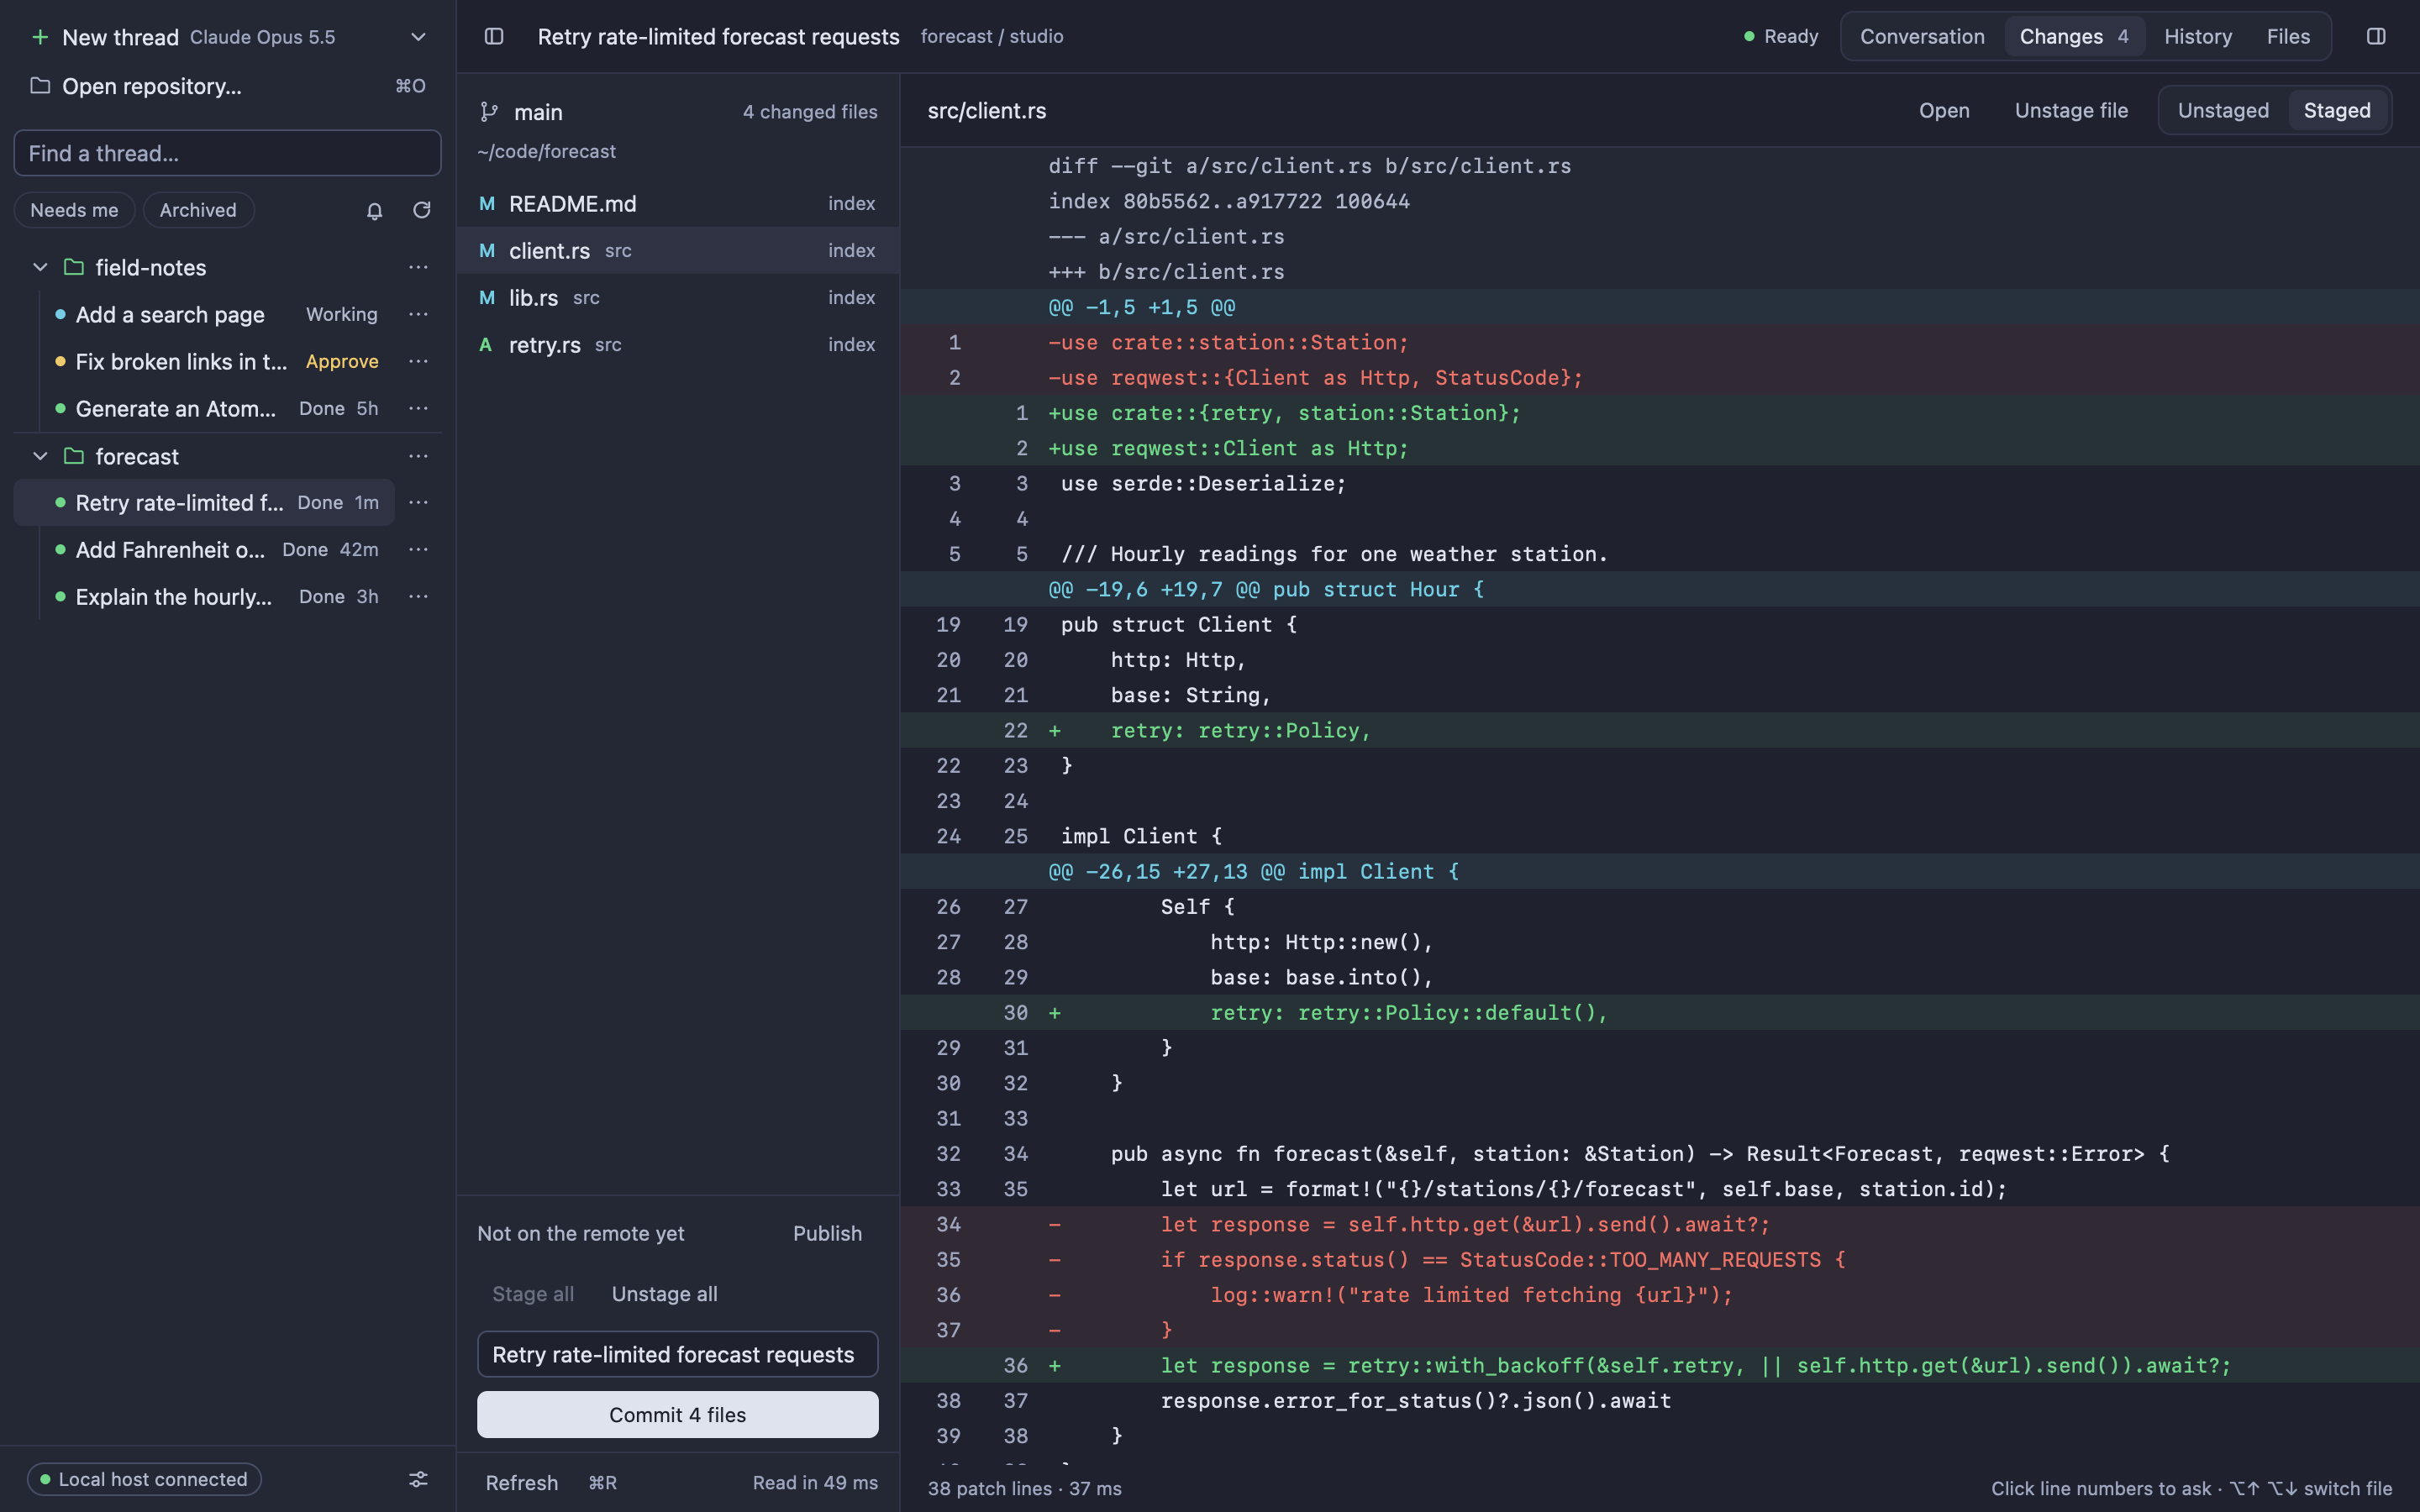 New thread Claude Opus 5.5
Open repository... ⌘O
Find a thread...
Needs me Archived
field-notes
Add a search page Working
Fix broken links in t... Approve
Generate an Atom... Done 5h
forecast
Retry rate-limited f... Done 1m
Add Fahrenheit o... Done 42m
Explain the hourly... Done 3h
Local host connected
Retry rate-limited forecast requests forecast / studio
Ready Conversation Changes 4 History Files
main 4 changed files
~/code/forecast
M README.md index
M client.rs src index
M lib.rs src index
A retry.rs src index
Not on the remote yet Publish
Stage all Unstage all
Retry rate-limited forecast requests
Commit 4 files
Refresh ⌘R Read in 49 ms
src/client.rs Open Unstage file Unstaged Staged
diff --git a/src/client.rs b/src/client.rs
index 80b5562..a917722 100644
--- a/src/client.rs
+++ b/src/client.rs
@@ -1,5 +1,5 @@
1 -use crate::station::Station;
2 -use reqwest::{Client as Http, StatusCode};
1 +use crate::{retry, station::Station};
2 +use reqwest::Client as Http;
3 3 use serde::Deserialize;
4 4
5 5 /// Hourly readings for one weather station.
@@ -19,6 +19,7 @@ pub struct Hour {
19 19 pub struct Client {
20 20 http: Http,
21 21 base: String,
22 + retry: retry::Policy,
22 23 }
23 24
24 25 impl Client {
@@ -26,15 +27,13 @@ impl Client {
26 27 Self {
27 28 http: Http::new(),
28 29 base: base.into(),
30 + retry: retry::Policy::default(),
29 31 }
30 32 }
31 33
32 34 pub async fn forecast(&self, station: &Station) -> Result<Forecast, reqwest::Error> {
33 35 let url = format!("{}/stations/{}/forecast", self.base, station.id);
34 - let response = self.http.get(&url).send().await?;
35 - if response.status() == StatusCode::TOO_MANY_REQUESTS {
36 - log::warn!("rate limited fetching {url}");
37 - }
36 + let response = retry::with_backoff(&self.retry, || self.http.get(&url).send()).await?;
38 37 response.error_for_status()?.json().await
39 38 }
38 patch lines · 37 ms Click line numbers to ask · ⌥↑ ⌥↓ switch file